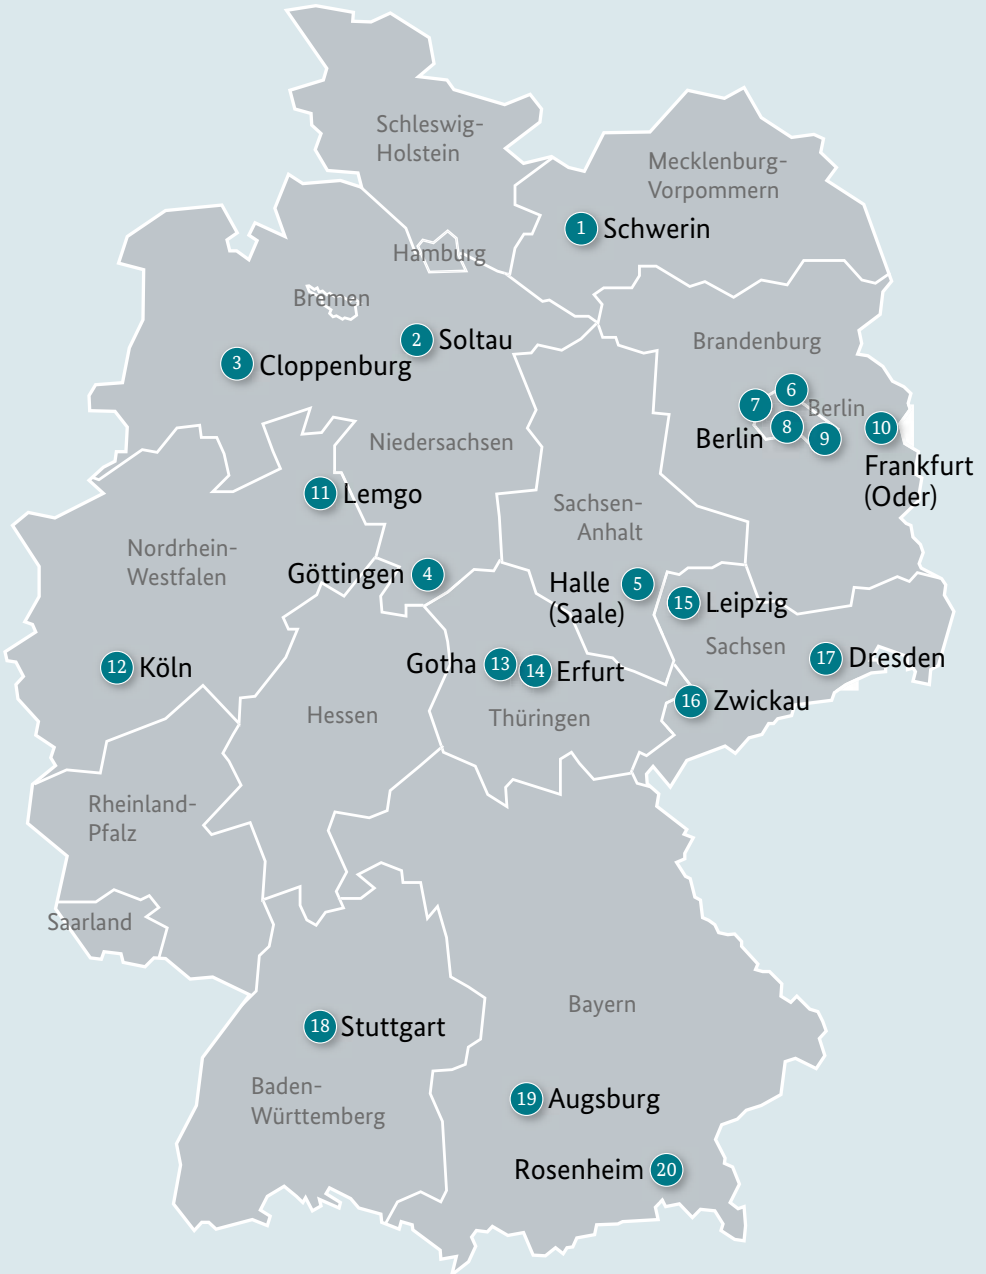 Schleswig-
Holstein
Mecklenburg-
Vorpommern
1 Schwerin
Hamburg
Bremen
2 Soltau
3 Cloppenburg
Brandenburg
6
7
Berlin
8
Berlin
9
10
Frankfurt
(Oder)
Niedersachsen
11 Lemgo
Sachsen-
Anhalt
Nordrhein-
Westfalen
Göttingen 4
Halle
(Saale)
5
15 Leipzig
Sachsen
17 Dresden
12 Köln
Gotha 13
14 Erfurt
Thüringen
16 Zwickau
Hessen
Rheinland-
Pfalz
Saarland
Bayern
18 Stuttgart
Baden-
Württemberg
19 Augsburg
Rosenheim 20